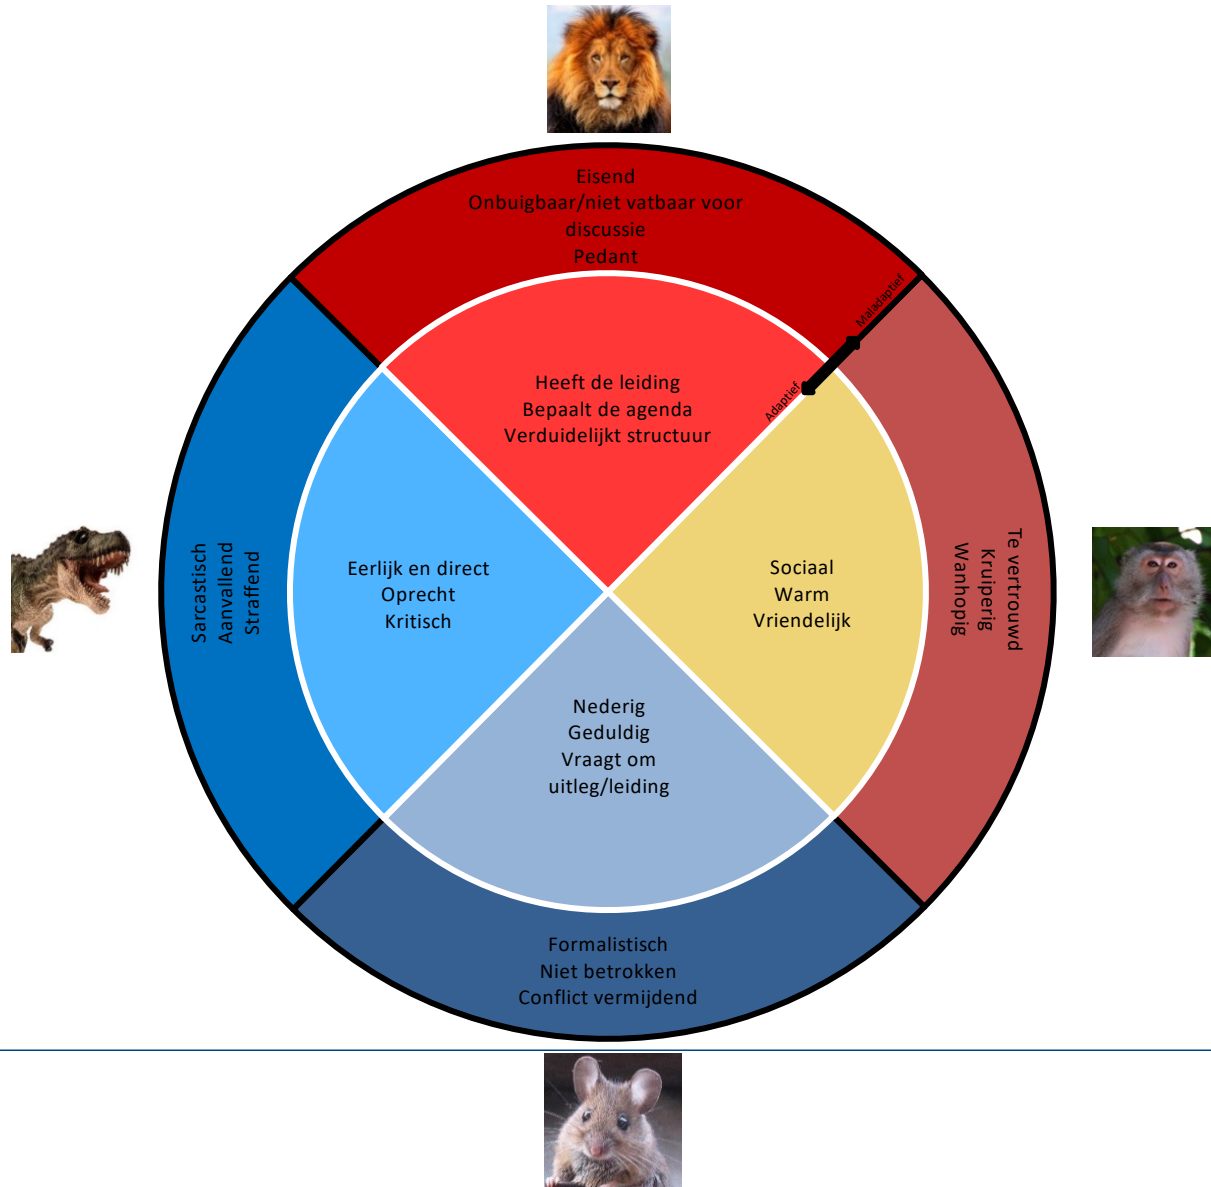 Eisend
Onbuigbaar/niet vatbaar voor
discussie
Pedant
Maladaptief
Adaptief
Heeft de leiding
Bepaalt de agenda
Verduidelijkt structuur
Sarcastisch
Aanvallend
Straffend
Eerlijk en direct
Oprecht
Kritisch
Sociaal
Warm
Vriendelijk
Te vertrouwd
Kruiperig
Wanhopig
Nederig
Geduldig
Vraagt om
uitleg/leiding
Formalistisch
Niet betrokken
Conflict vermijdend